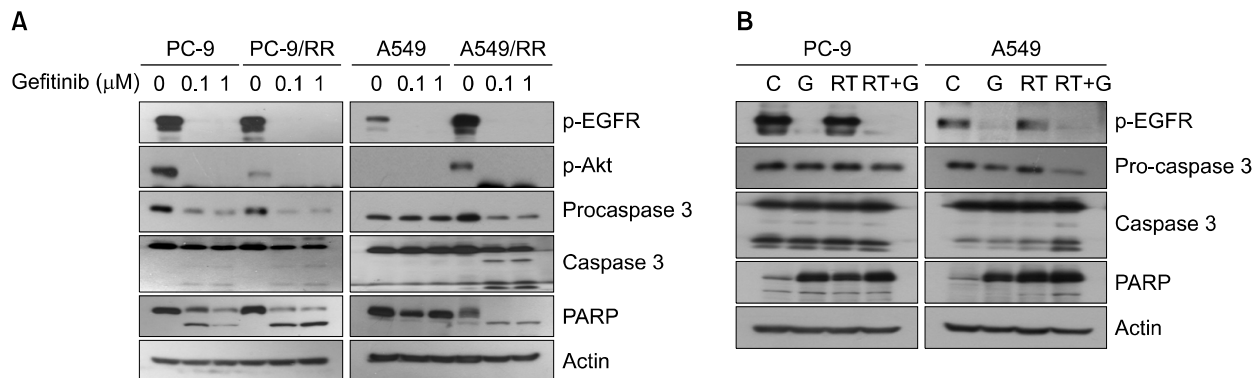 A
PC-9 PC-9/RR A549 A549/RR
Gefitinib (μM) 0 0.1 1 0 0.1 1 0 0.1 1 0 0.1 1
p-EGFR
p-Akt
Procaspase 3
Caspase 3
PARP
Actin
B
PC-9 A549
C G RT RT+G C G RT RT+G
p-EGFR
Pro-caspase 3
Caspase 3
PARP
Actin